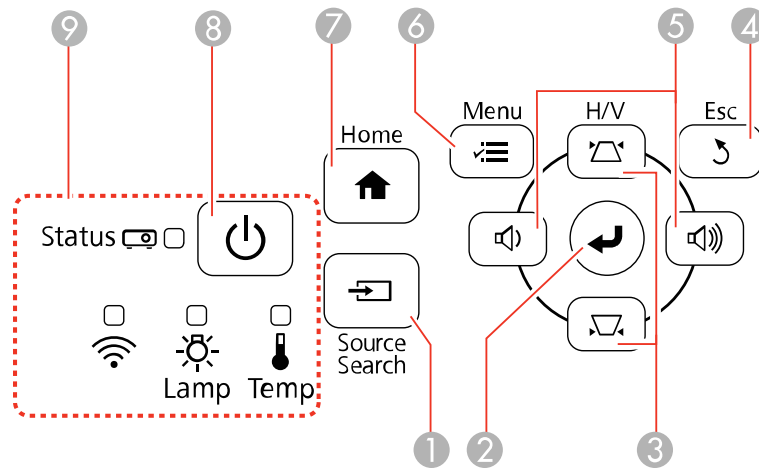 9 8 7 6 5 4
Menu H/V Esc
Home
Status
Source
Search
Lamp Temp
1 2 3